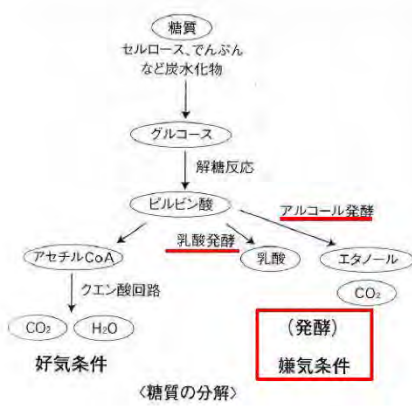 糖質
セルロース、でんぷん
など炭水化物
グルコース
解糖反応
ピルビン酸
アルコール発酵
乳酸発酵
アセチルCoA
乳酸
エタノール
クエン酸回路
CO₂
CO₂
H₂O
(発酵)
好気条件
嫌気条件
〈糖質の分解〉